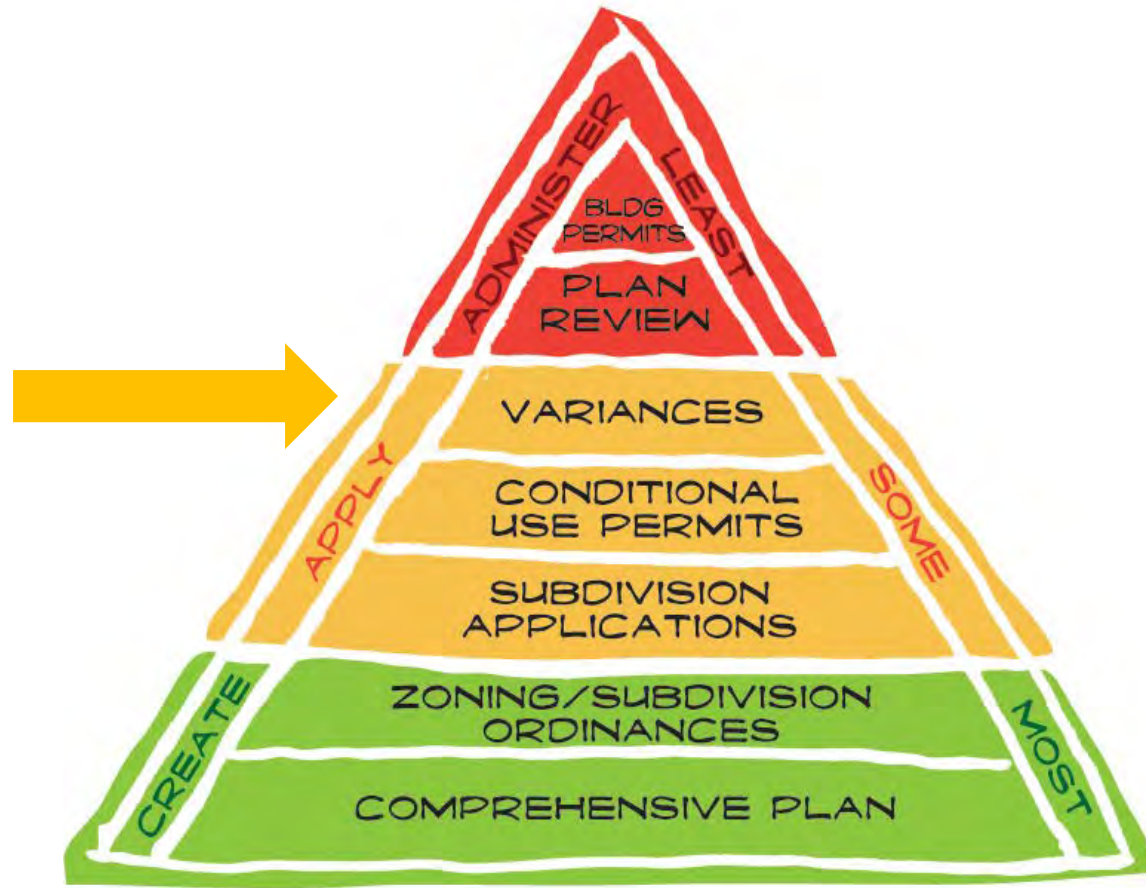 ADMINISTER
LEAST
BLDG
PERMITS
PLAN
REVIEW
APPLY
SOME
VARIANCES
CONDITIONAL
USE PERMITS
SUBDIVISION
APPLICATIONS
CREATE
MOST
ZONING/SUBDIVISION
ORDINANCES
COMPREHENSIVE PLAN